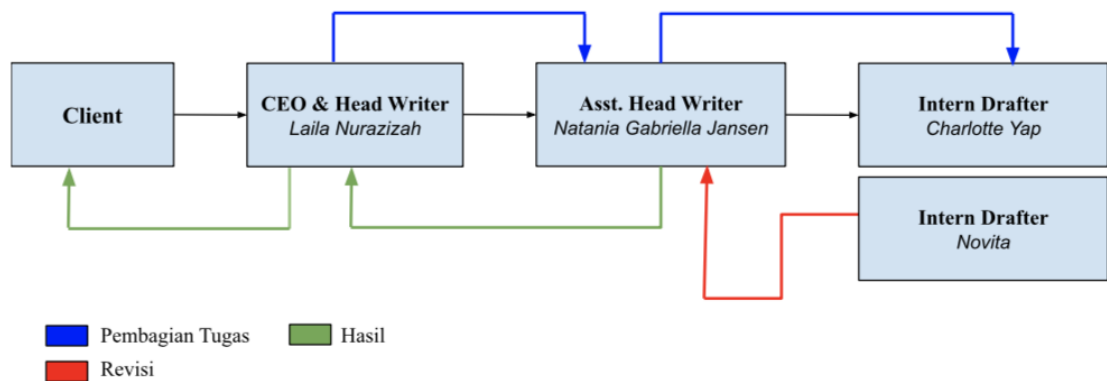 Client
CEO & Head Writer
Laila Nurazizah
Asst. Head Writer
Natania Gabriella Jansen
Intern Drafter
Charlotte Yap
Intern Drafter
Novita
Pembagian Tugas
Hasil
Revisi